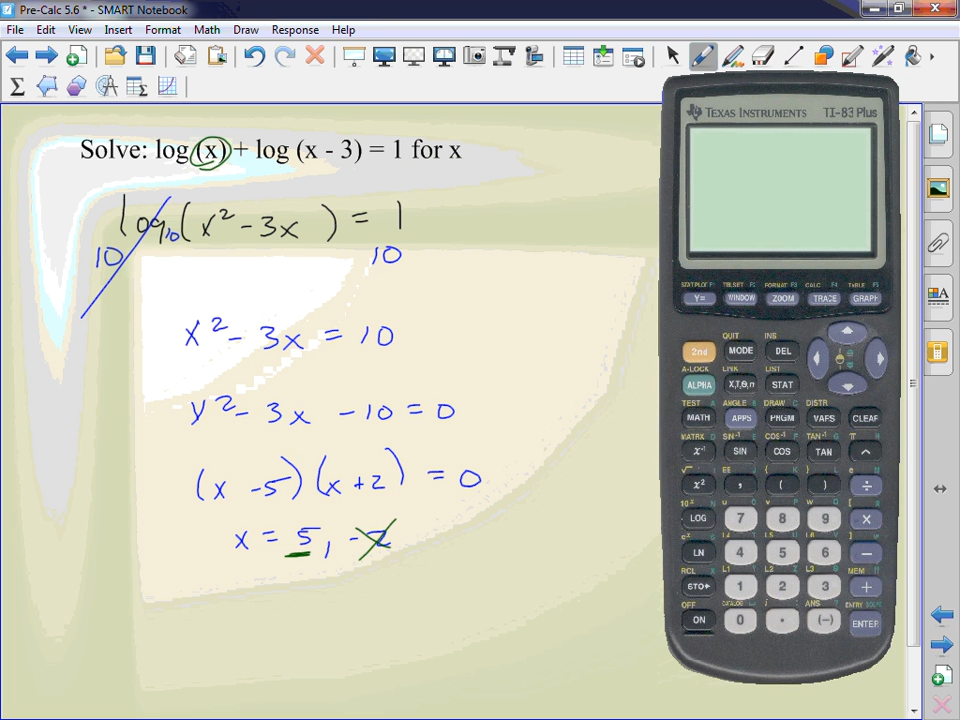 Pre-Calc 5.6 * - SMART Notebook
File Edit View Insert Format Math Draw Response Help
Solve: log (x) + log (x - 3) = 1 for x
log₁₀(x² - 3x) = 1
10 10
x² - 3x = 10
x² - 3x - 10 = 0
(x - 5)(x + 2) = 0
x = 5, -2
TEXAS INSTRUMENTS TI-83 Plus
STAT PLOT F1 TBLSET F2 FORMAT F3 CALC F4 TABLE F5
Y= WINDOW ZOOM TRACE GRAPH
QUIT INS
2nd MODE DEL
A-LOCK LINK LIST
ALPHA X,T,Θ,n STAT
TEST A ANGLE B DRAW C DISTR
MATH APPS PRGM VARS CLEAR
MATRX D SIN⁻¹ E COS⁻¹ F TAN⁻¹ G π H
x⁻¹ SIN COS TAN ^
√ I EE J { K } L e M
x² , ( ) ÷
10ˣ N u O v P w Q [ R
LOG 7 8 9 ×
eˣ S L4 T L5 U L6 V ] W
LN 4 5 6 −
RCL X L1 Y L2 Z L3 θ MEM "
STO▸ 1 2 3 +
OFF CATALOG i : ANS ? ENTRY SOLVE
ON 0 . (−) ENTER